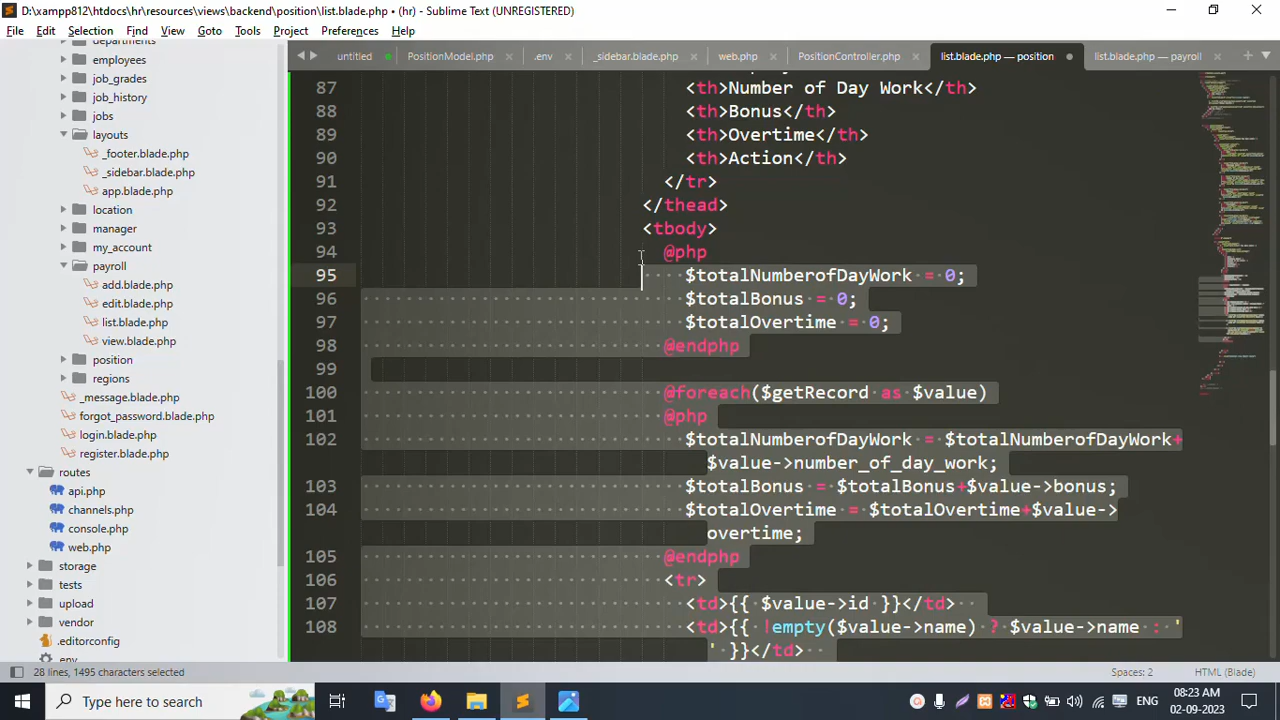 D:\xampp812\htdocs\hr\resources\views\backend\position\list.blade.php • (hr) - Sublime Text (UNREGISTERED)
File Edit Selection Find View Goto Tools Project Preferences Help
untitled PositionModel.php .env _sidebar.blade.php web.php PositionController.php list.blade.php — position list.blade.php — payroll
departments
employees
job_grades
job_history
jobs
layouts
_footer.blade.php
_sidebar.blade.php
app.blade.php
location
manager
my_account
payroll
add.blade.php
edit.blade.php
list.blade.php
view.blade.php
position
regions
_message.blade.php
forgot_password.blade.php
login.blade.php
register.blade.php
routes
api.php
channels.php
console.php
web.php
storage
tests
upload
vendor
.editorconfig
.env
87 <th>Number of Day Work</th>
88 <th>Bonus</th>
89 <th>Overtime</th>
90 <th>Action</th>
91 </tr>
92 </thead>
93 <tbody>
94 @php
95 $totalNumberofDayWork = 0;
96 $totalBonus = 0;
97 $totalOvertime = 0;
98 @endphp
99
100 @foreach($getRecord as $value)
101 @php
102 $totalNumberofDayWork = $totalNumberofDayWork+
$value->number_of_day_work;
103 $totalBonus = $totalBonus+$value->bonus;
104 $totalOvertime = $totalOvertime+$value->
overtime;
105 @endphp
106 <tr>
107 <td>{{ $value->id }}</td>
108 <td>{{ !empty($value->name) ? $value->name : '
' }}</td>
28 lines, 1495 characters selected Spaces: 2 HTML (Blade)
Type here to search
ENG
08:23 AM
02-09-2023